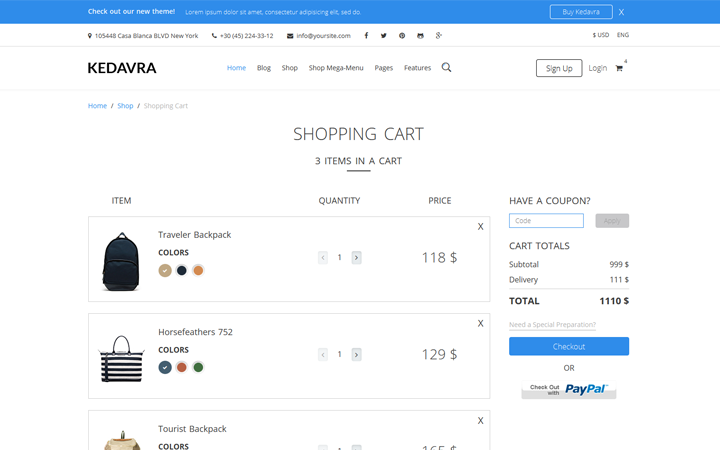 Check out our new theme! Lorem ipsum dolor sit amet, consectetur adipisicing elit, sed do. Buy Kedavra X
105448 Casa Blanca BLVD New York +30 (45) 224-33-12 info@yoursite.com $ USD ENG
KEDAVRA Home Blog Shop Shop Mega-Menu Pages Features Sign Up Login 4
Home / Shop / Shopping Cart
SHOPPING CART
3 ITEMS IN A CART
ITEM QUANTITY PRICE
Traveler Backpack X
COLORS
1 118 $
Horsefeathers 752 X
COLORS
1 129 $
Tourist Backpack X
COLORS
1 165 $
HAVE A COUPON?
Code Apply
CART TOTALS
Subtotal 999 $
Delivery 111 $
TOTAL 1110 $
Need a Special Preparation?
Checkout
OR
Check Out with PayPal